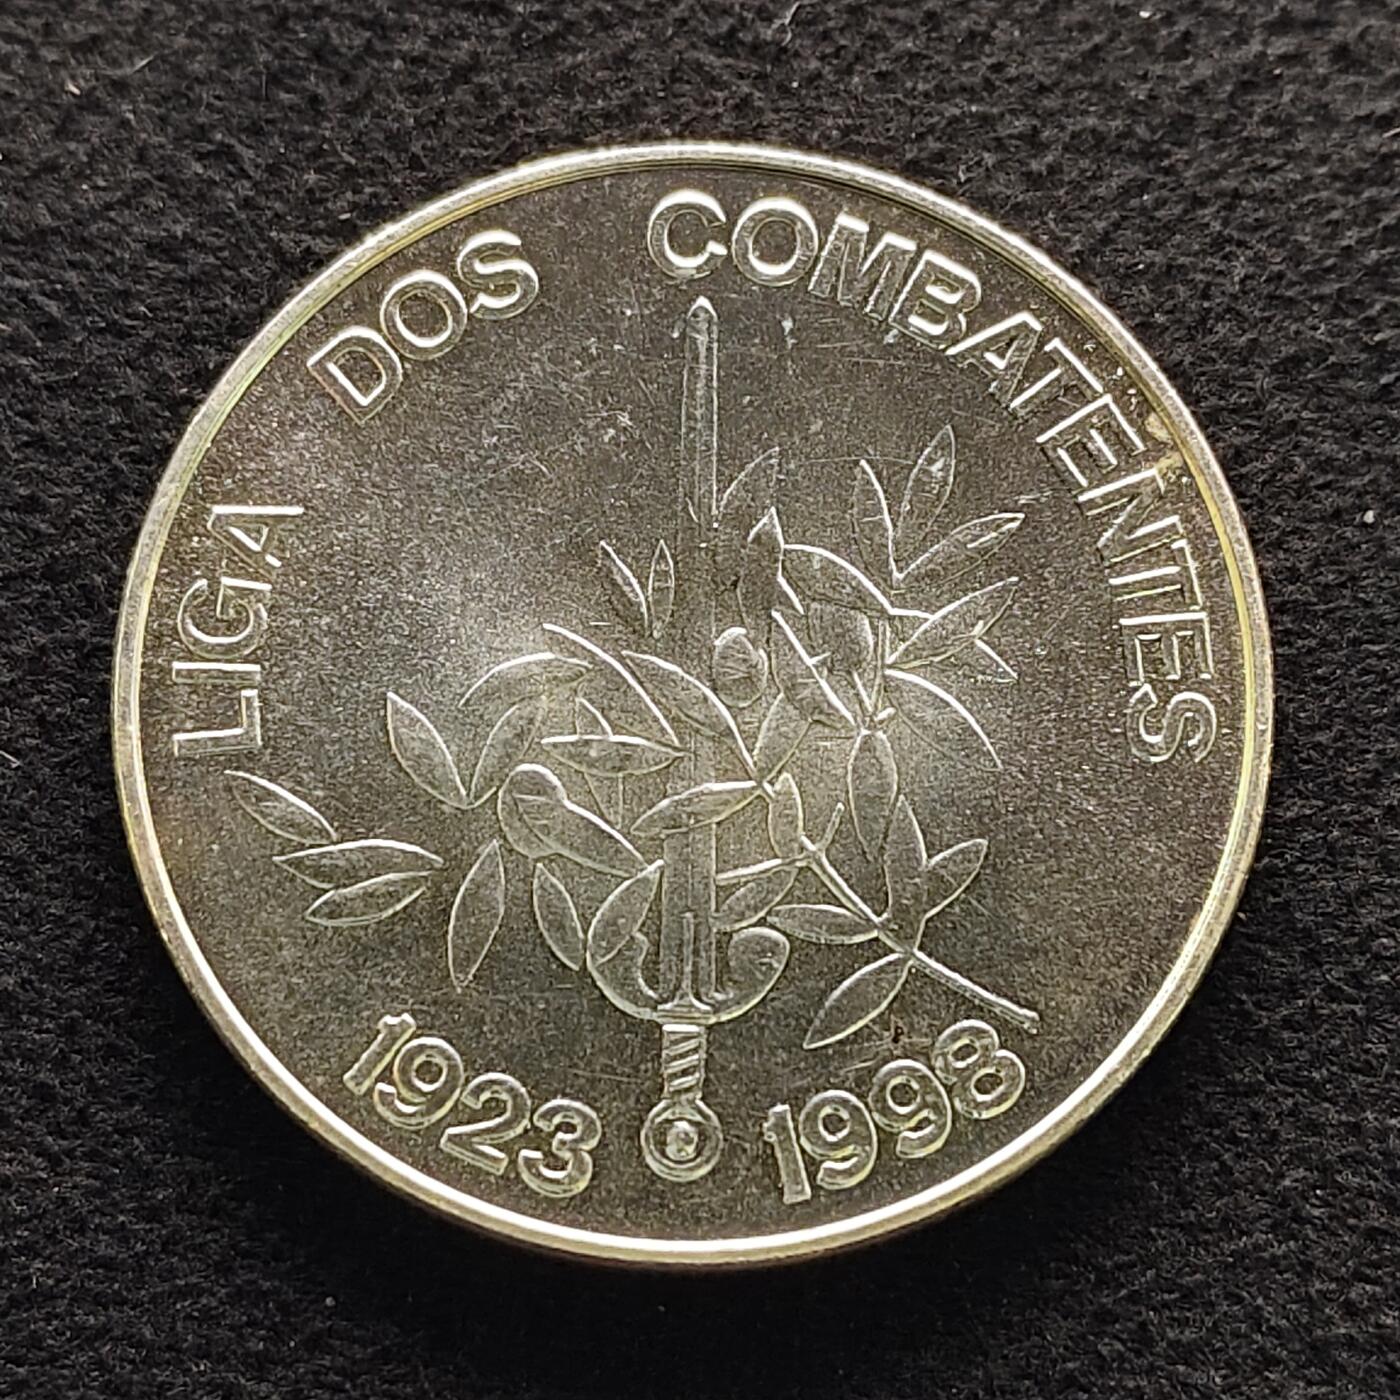 LIGA DOS COMBATENTES
1923 1998